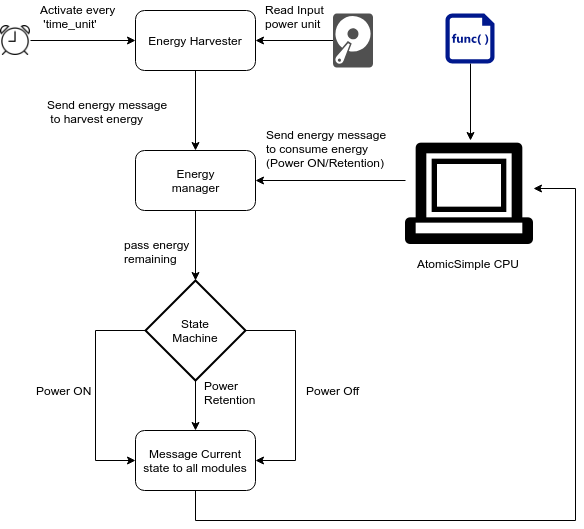 Activate every
'time_unit'
Read Input
power unit
Energy Harvester
func( )
Send energy message
to harvest energy
Send energy message
to consume energy
(Power ON/Retention)
Energy
manager
AtomicSimple CPU
pass energy
remaining
State
Machine
Power ON
Power
Retention
Power Off
Message Current
state to all modules